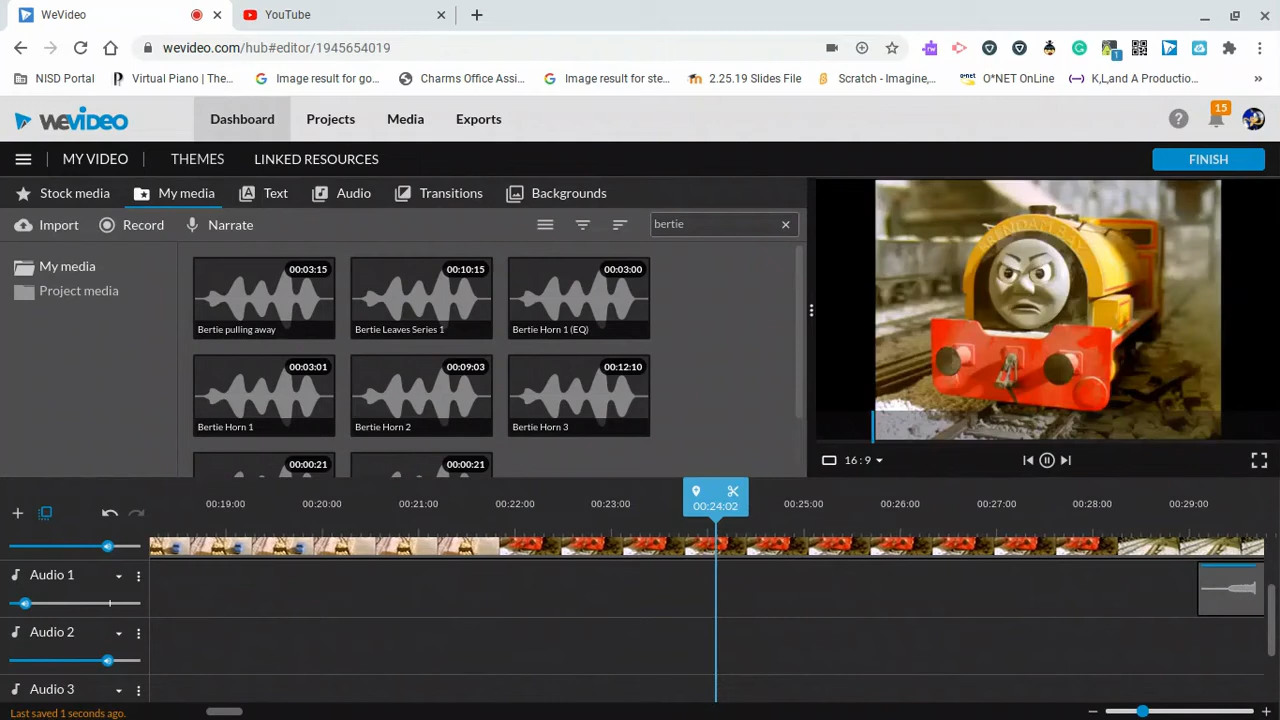 WeVideo
YouTube
wevideo.com/hub#editor/1945654019
1
NISD Portal
Virtual Piano | The...
Image result for go...
Charms Office Assi...
Image result for ste...
2.25.19 Slides File
Scratch - Imagine,...
O*NET OnLine
K,L,and A Productio...
»
wevideo
Dashboard
Projects
Media
Exports
15
MY VIDEO
THEMES
LINKED RESOURCES
FINISH
Stock media
My media
Text
Audio
Transitions
Backgrounds
Import
Record
Narrate
bertie
My media
Project media
00:03:15
00:10:15
00:03:00
Bertie pulling away
Bertie Leaves Series 1
Bertie Horn 1 (EQ)
00:03:01
00:09:03
00:12:10
Bertie Horn 1
Bertie Horn 2
Bertie Horn 3
00:00:21
00:00:21
16:9
00:19:00
00:20:00
00:21:00
00:22:00
00:23:00
00:24:02
00:25:00
00:26:00
00:27:00
00:28:00
00:29:00
Audio 1
Audio 2
Audio 3
Last saved 1 seconds ago.